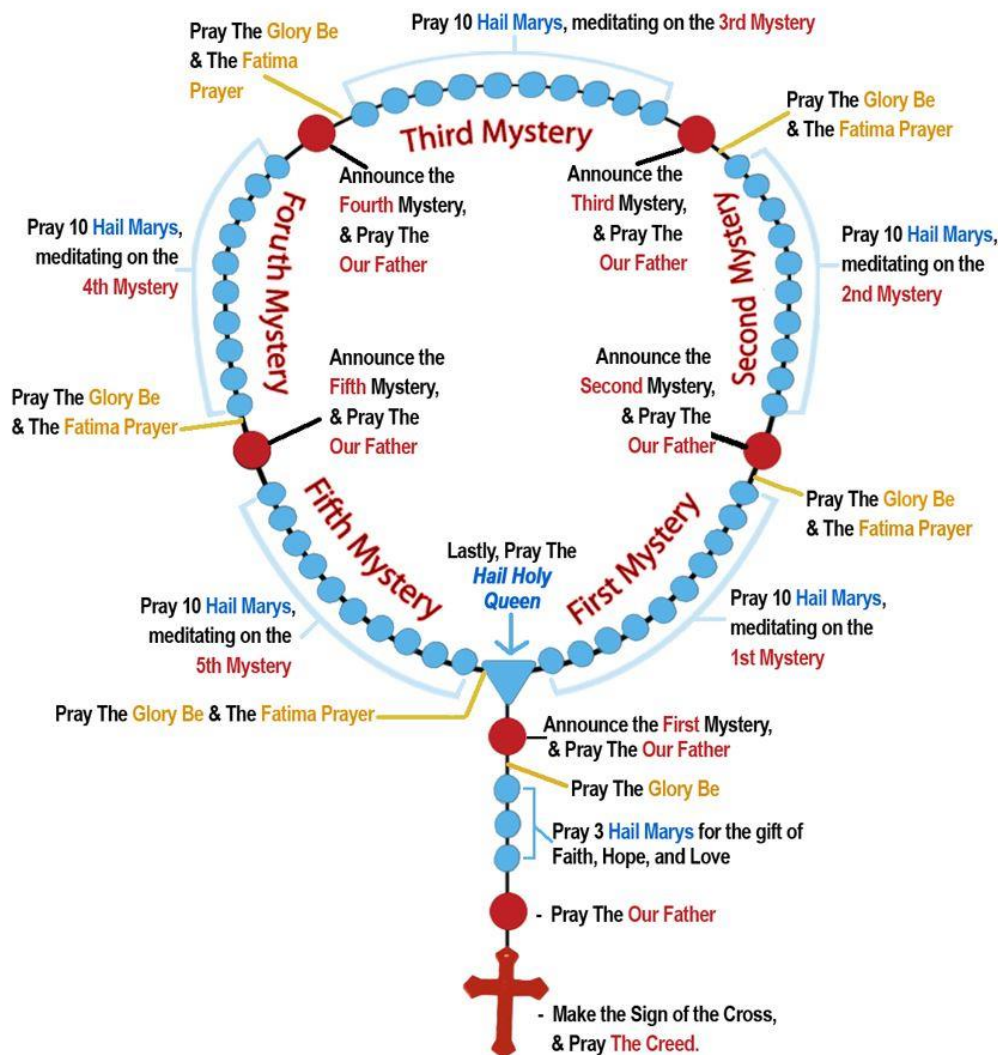 Pray 10 Hail Marys, meditating on the 3rd Mystery
Pray The Glory Be
& The Fatima
Prayer
Pray The Glory Be
& The Fatima Prayer
Third Mystery
Announce the
Fourth Mystery,
& Pray The
Our Father
Announce the
Third Mystery,
& Pray The
Our Father
Pray 10 Hail Marys,
meditating on the
4th Mystery
Foruth Mystery
Second Mystery
Pray 10 Hail Marys,
meditating on the
2nd Mystery
Announce the
Fifth Mystery,
& Pray The
Our Father
Announce the
Second Mystery,
& Pray The
Our Father
Pray The Glory Be
& The Fatima Prayer
Pray The Glory Be
& The Fatima Prayer
Fifth Mystery
First Mystery
Lastly, Pray The
Hail Holy
Queen
Pray 10 Hail Marys,
meditating on the
5th Mystery
Pray 10 Hail Marys,
meditating on the
1st Mystery
Pray The Glory Be & The Fatima Prayer
Announce the First Mystery,
& Pray The Our Father
Pray The Glory Be
Pray 3 Hail Marys for the gift of
Faith, Hope, and Love
- Pray The Our Father
- Make the Sign of the Cross,
& Pray The Creed.